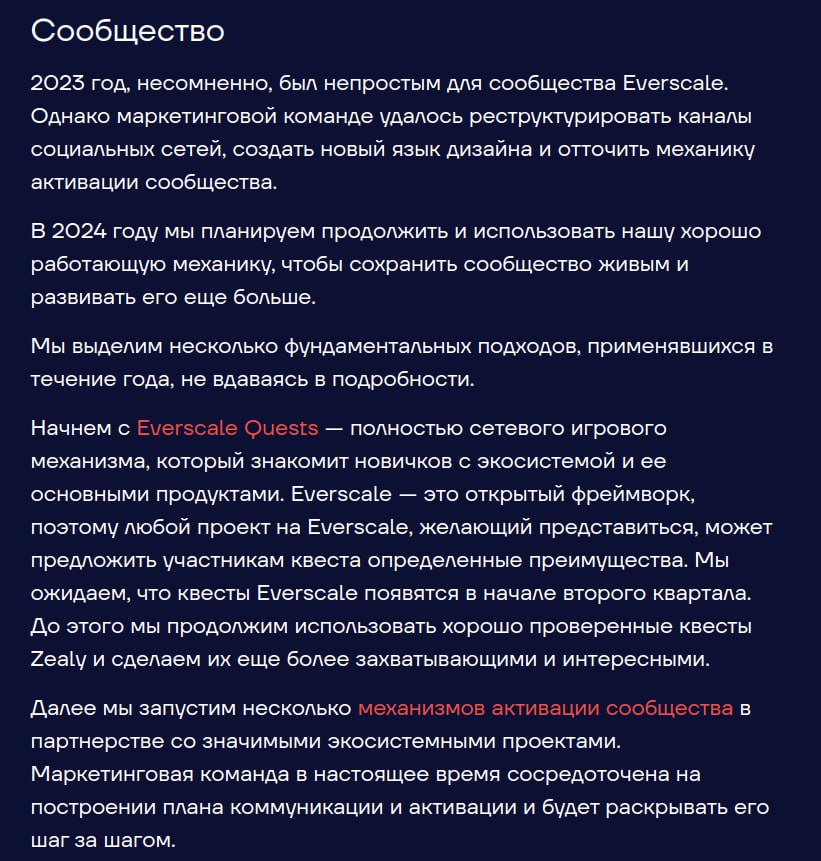 Сообщество
2023 год, несомненно, был непростым для сообщества Everscale.
Однако маркетинговой команде удалось реструктурировать каналы
социальных сетей, создать новый язык дизайна и отточить механику
активации сообщества.
В 2024 году мы планируем продолжить и использовать нашу хорошо
работающую механику, чтобы сохранить сообщество живым и
развивать его еще больше.
Мы выделим несколько фундаментальных подходов, применявшихся в
течение года, не вдаваясь в подробности.
Начнем с Everscale Quests — полностью сетевого игрового
механизма, который знакомит новичков с экосистемой и ее
основными продуктами. Everscale — это открытый фреймворк,
поэтому любой проект на Everscale, желающий представиться, может
предложить участникам квеста определенные преимущества. Мы
ожидаем, что квесты Everscale появятся в начале второго квартала.
До этого мы продолжим использовать хорошо проверенные квесты
Zealy и сделаем их еще более захватывающими и интересными.
Далее мы запустим несколько механизмов активации сообщества в
партнерстве со значимыми экосистемными проектами.
Маркетинговая команда в настоящее время сосредоточена на
построении плана коммуникации и активации и будет раскрывать его
шаг за шагом.